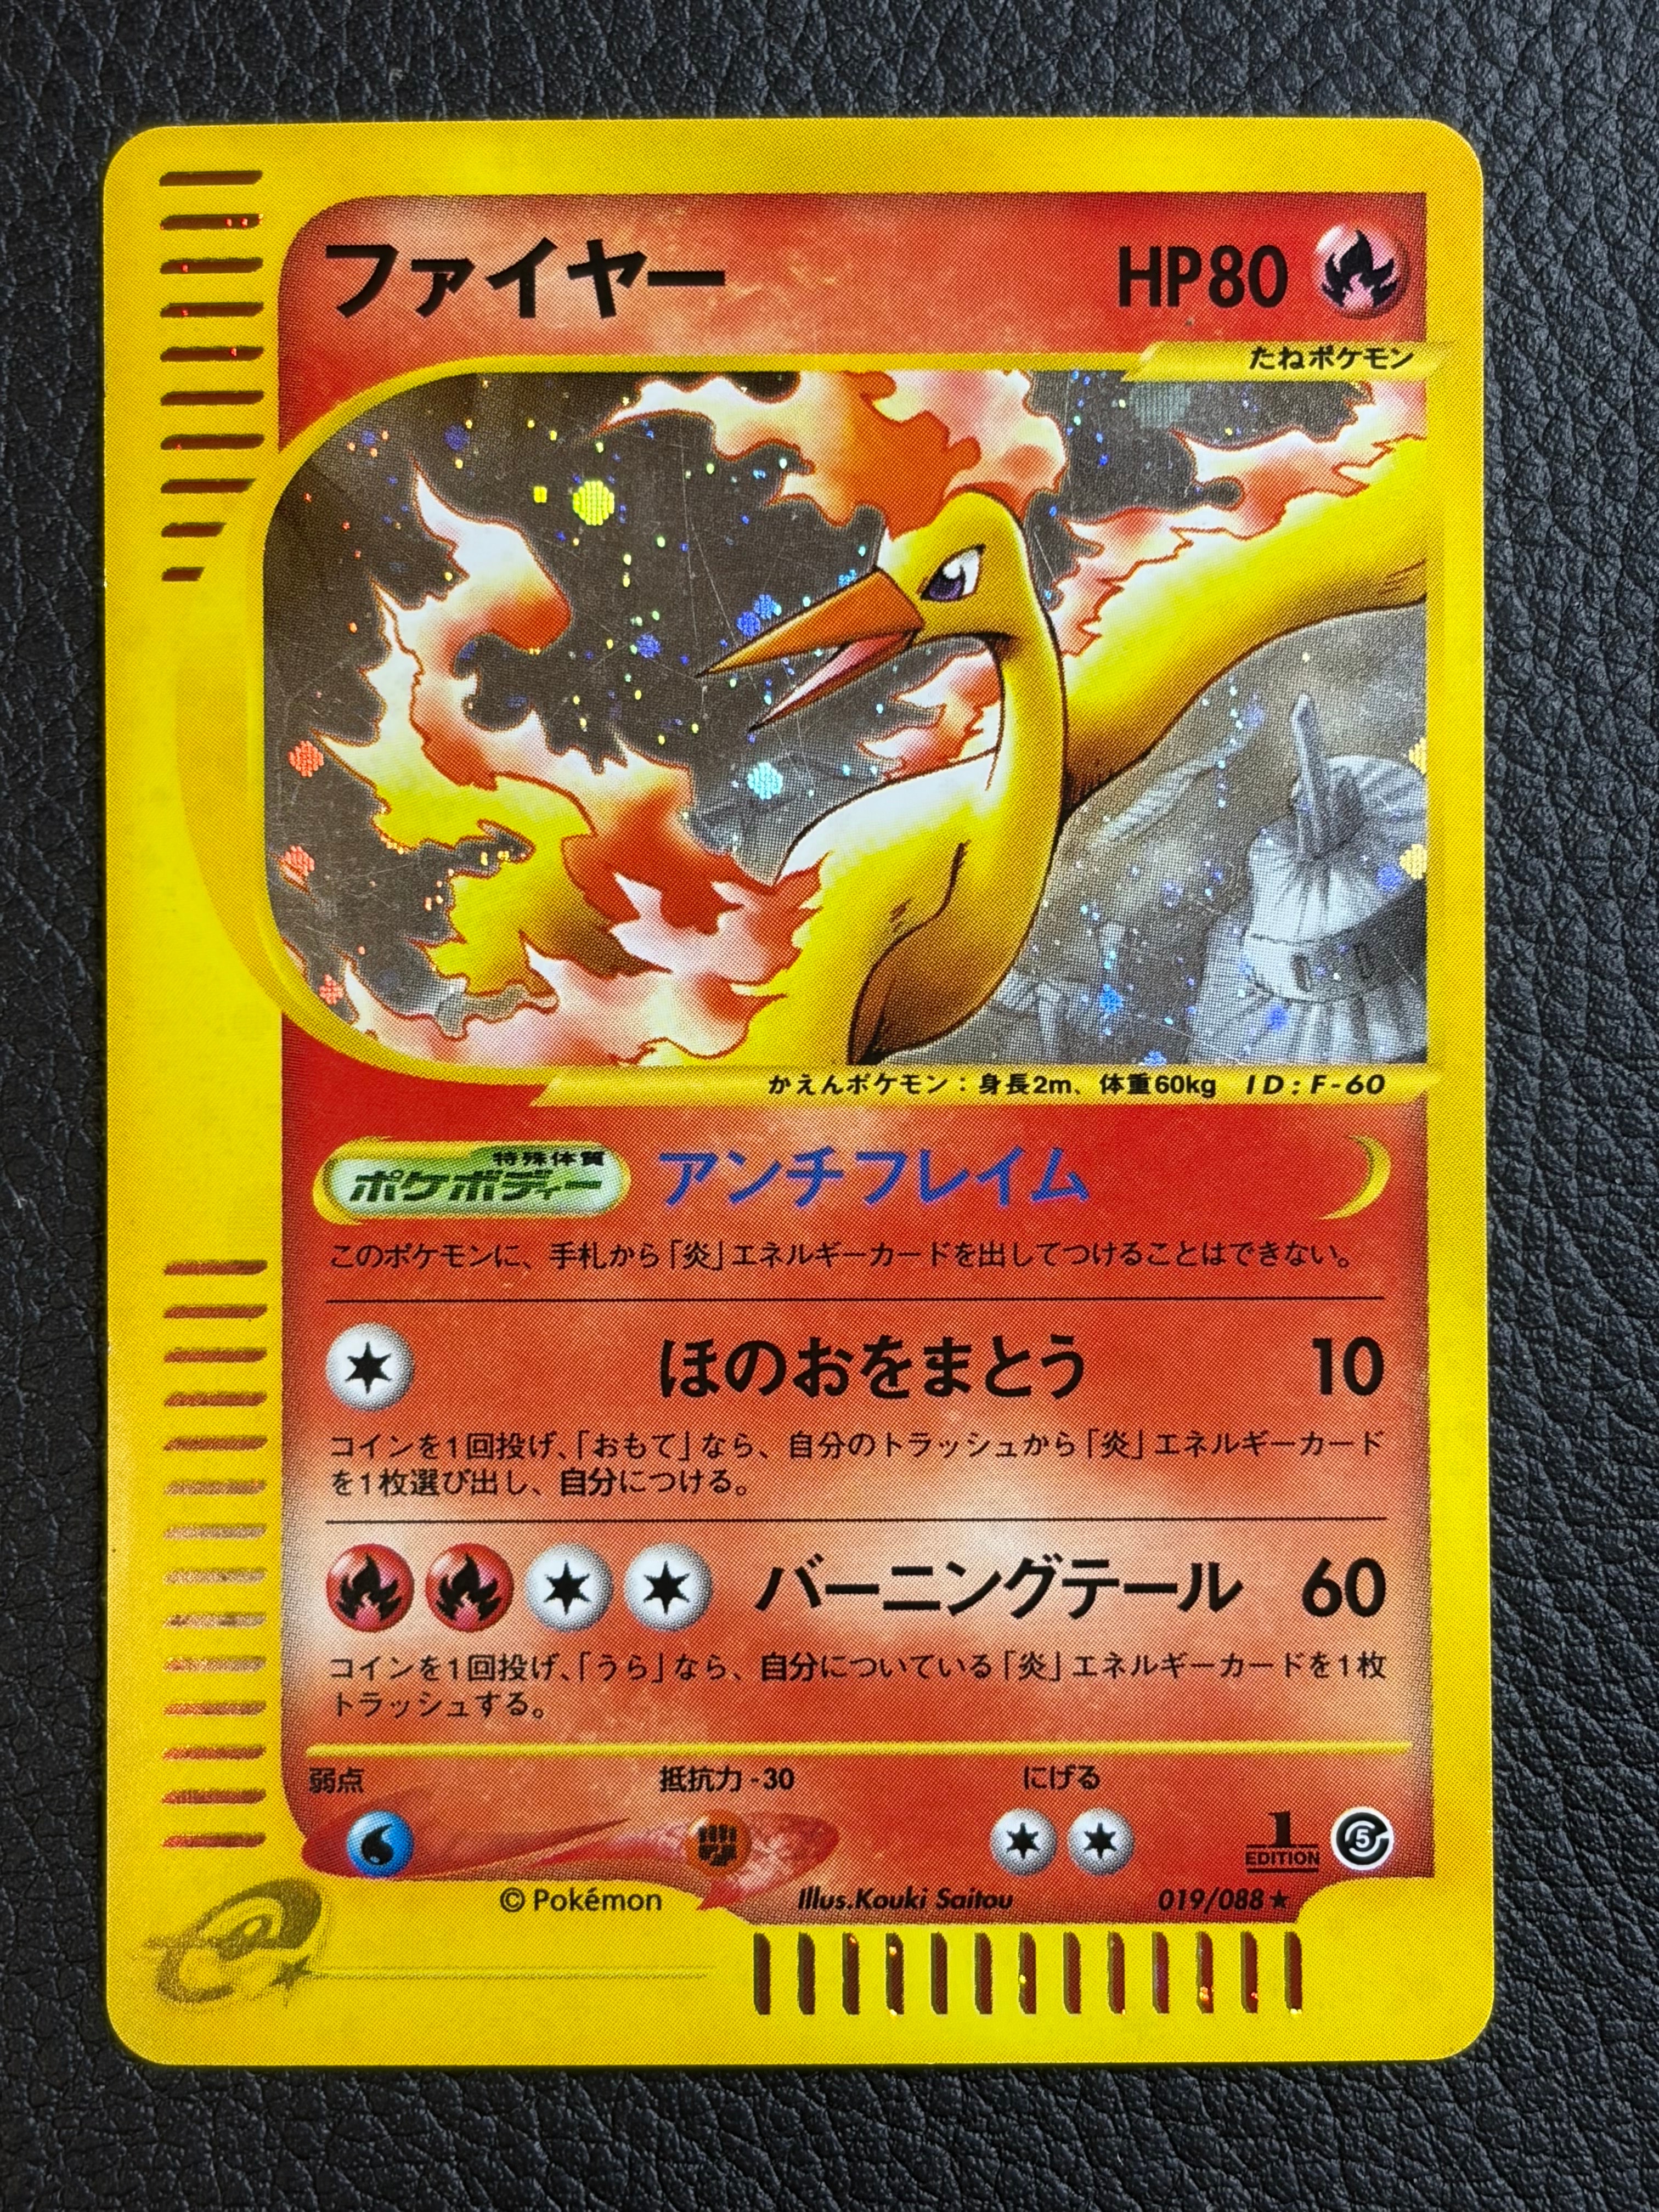 ファイヤー HP80
たねポケモン
かえんポケモン：身長2m、体重60kg ID:F-60
特殊体質
ポケボディー アンチフレイム
このポケモンに、手札から「炎」エネルギーカードを出してつけることはできない。
ほのおをまとう 10
コインを1回投げ、「おもて」なら、自分のトラッシュから「炎」エネルギーカード
を1枚選び出し、自分につける。
バーニングテール 60
コインを1回投げ、「うら」なら、自分についている「炎」エネルギーカードを1枚
トラッシュする。
弱点 抵抗力-30 にげる
1
EDITION
5
© Pokémon Illus.Kouki Saitou 019/088★
e